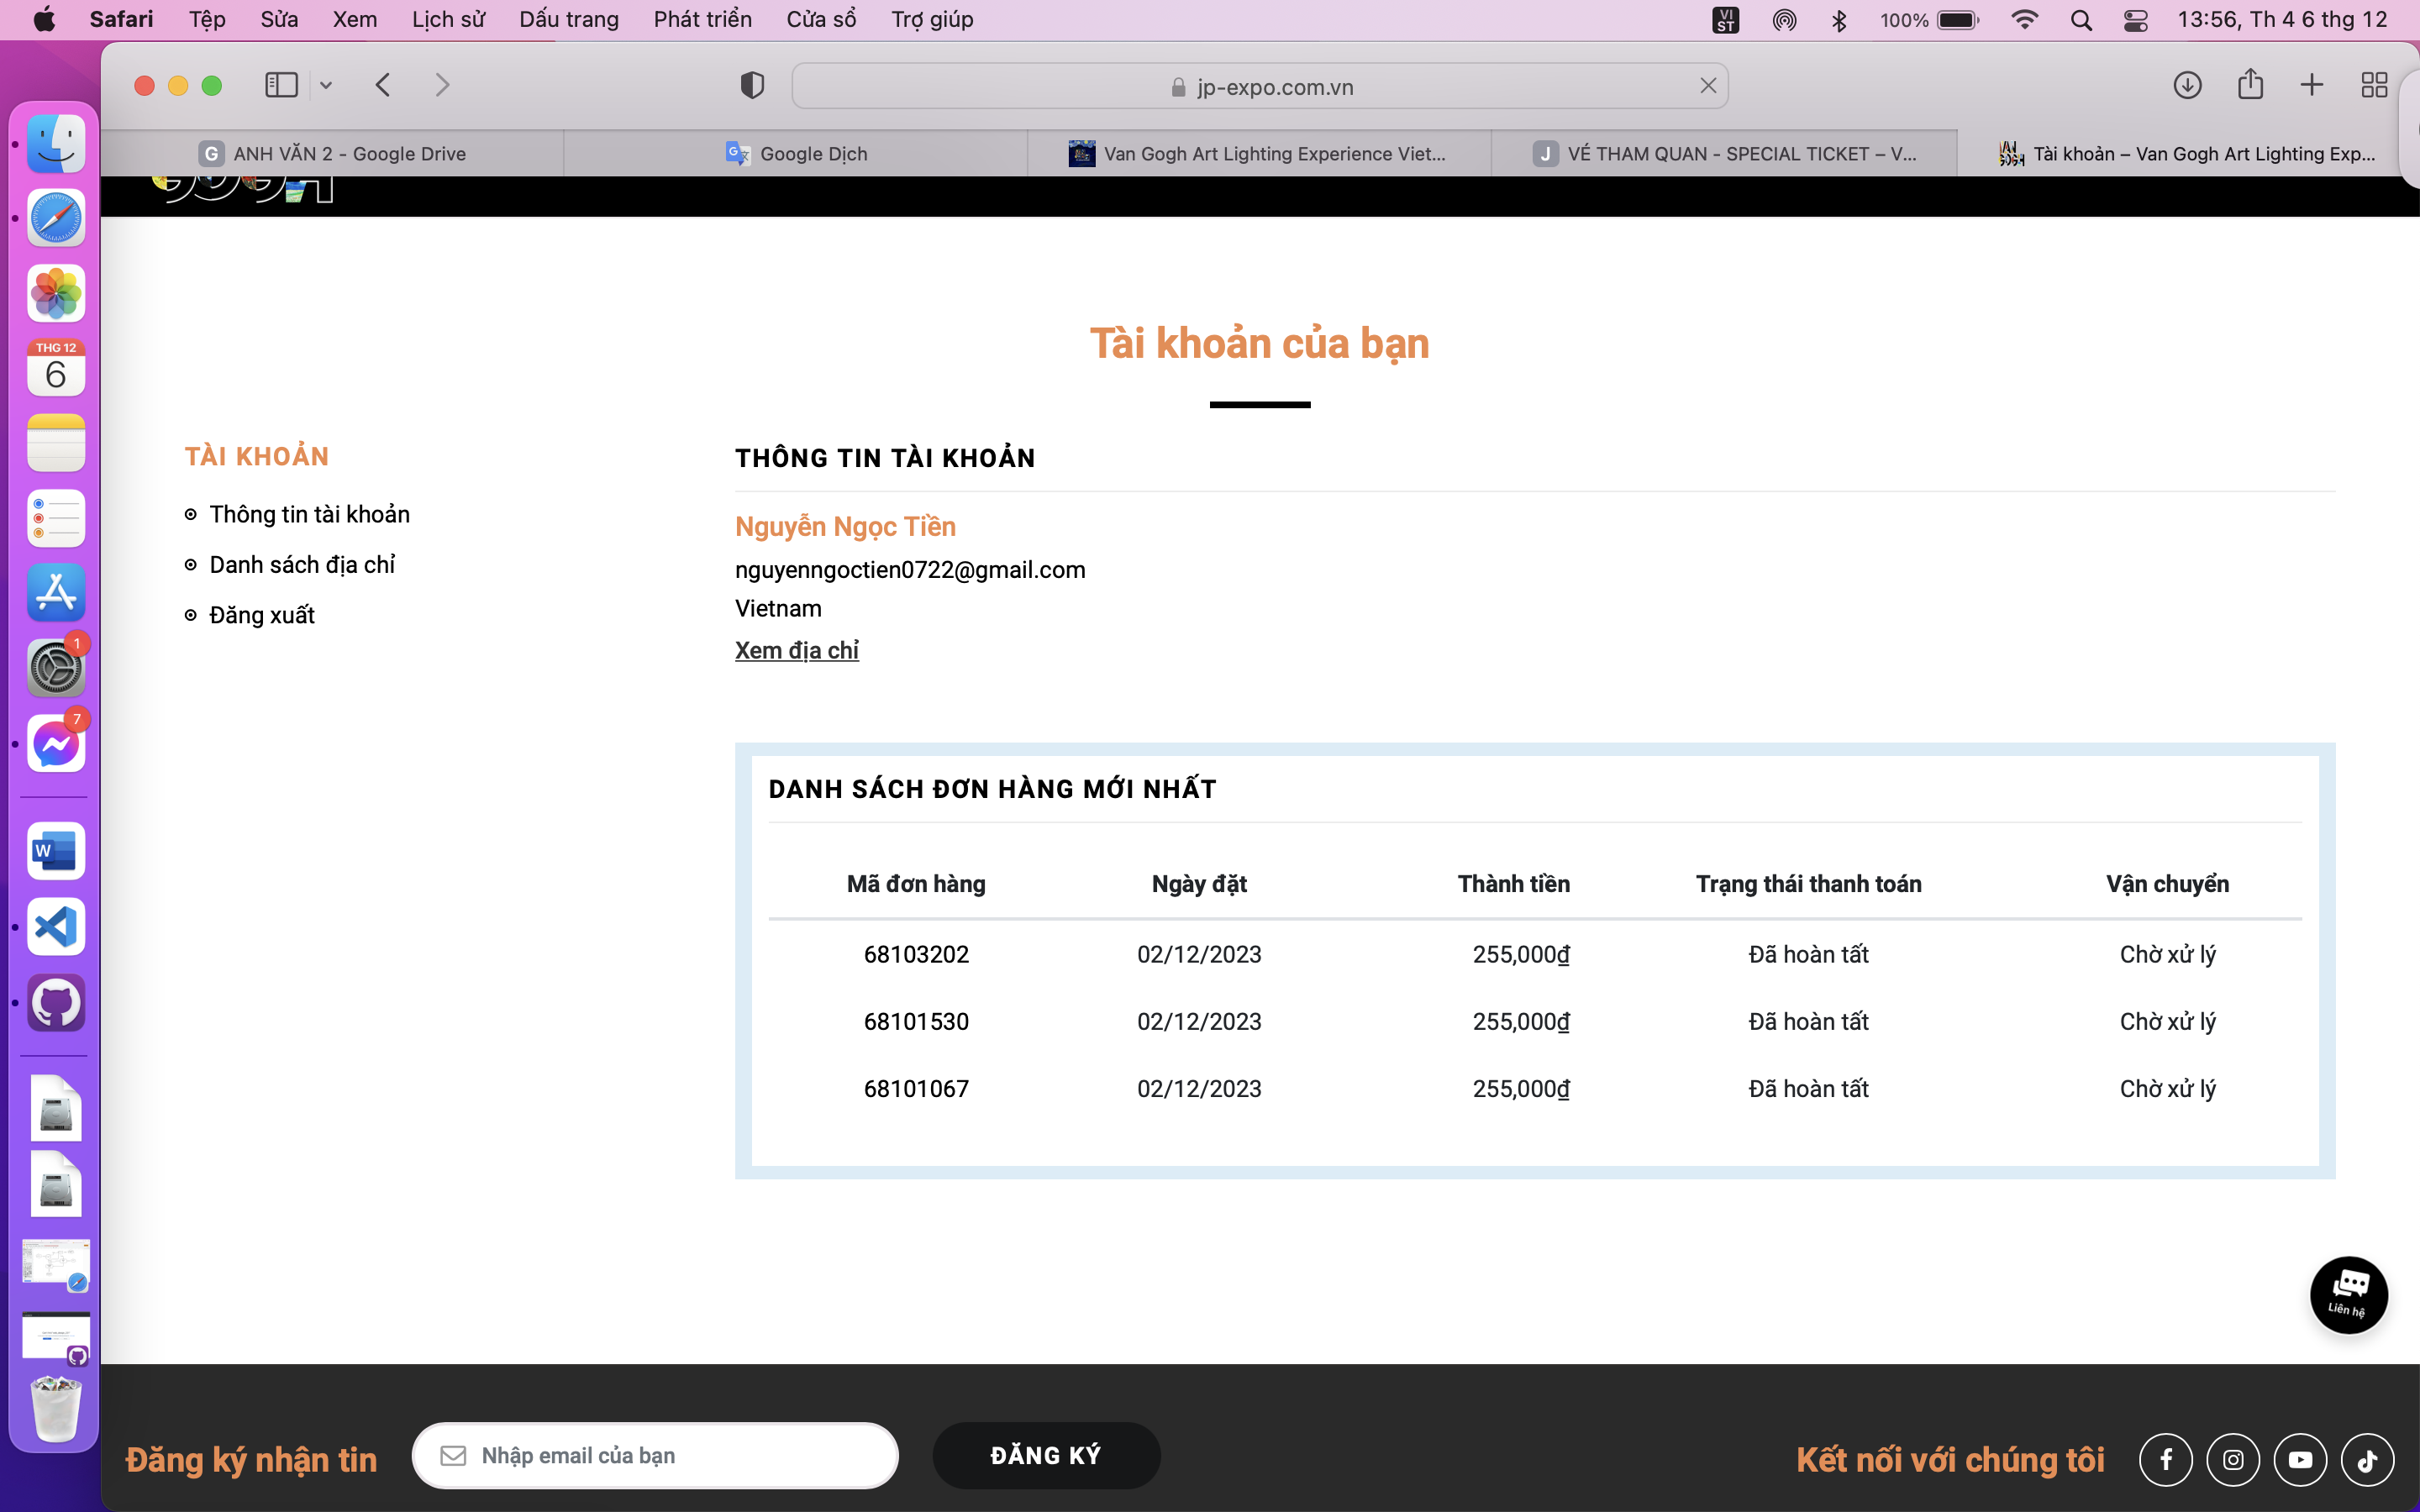 Safari Tệp Sửa Xem Lịch sử Dấu trang Phát triển Cửa sổ Trợ giúp VI ST 100% 13:56, Th 4 6 thg 12
jp-expo.com.vn
G ANH VĂN 2 - Google Drive Google Dịch Van Gogh Art Lighting Experience Viet... J VÉ THAM QUAN - SPECIAL TICKET – V... Tài khoản – Van Gogh Art Lighting Exp...
THG 12
6
1
7
W
Tài khoản của bạn
TÀI KHOẢN
Thông tin tài khoản
Danh sách địa chỉ
Đăng xuất
THÔNG TIN TÀI KHOẢN
Nguyễn Ngọc Tiền
nguyenngoctien0722@gmail.com
Vietnam
Xem địa chỉ
DANH SÁCH ĐƠN HÀNG MỚI NHẤT
Mã đơn hàng Ngày đặt Thành tiền Trạng thái thanh toán Vận chuyển
68103202 02/12/2023 255,000₫ Đã hoàn tất Chờ xử lý
68101530 02/12/2023 255,000₫ Đã hoàn tất Chờ xử lý
68101067 02/12/2023 255,000₫ Đã hoàn tất Chờ xử lý
Liên hệ
Đăng ký nhận tin Nhập email của bạn ĐĂNG KÝ Kết nối với chúng tôi